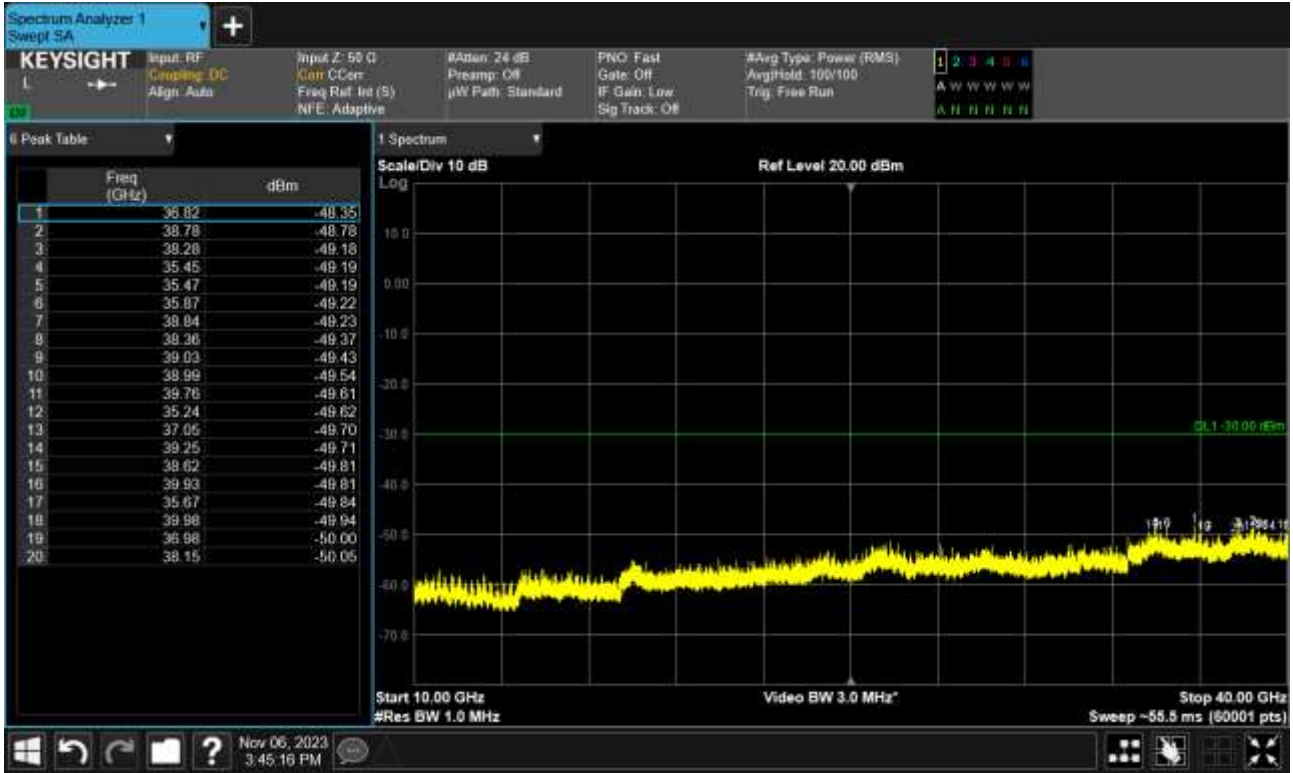 Spectrum Analyzer 1
Swept SA
KEYSIGHT
L
Input: RF
Coupling: DC
Align: Auto
Input Z: 50 Ω
Corr CCorr
Freq Ref: Int (S)
NFE: Adaptive
#Atten: 24 dB
Preamp: Off
µW Path: Standard
PNO: Fast
Gate: Off
IF Gain: Low
Sig Track: Off
#Avg Type: Power (RMS)
Avg|Hold: 100/100
Trig: Free Run
1 2 3 4 5 6
A W W W W W
A N N N N N
6 Peak Table
Freq (GHz) dBm
1 36.82 -48.35
2 38.78 -48.78
3 38.28 -49.18
4 35.45 -49.19
5 35.47 -49.19
6 35.87 -49.22
7 38.84 -49.23
8 38.36 -49.37
9 39.03 -49.43
10 38.99 -49.54
11 39.76 -49.61
12 35.24 -49.62
13 37.05 -49.70
14 39.25 -49.71
15 38.62 -49.81
16 39.93 -49.81
17 35.67 -49.84
18 39.98 -49.94
19 36.98 -50.00
20 38.15 -50.05
1 Spectrum
Scale/Div 10 dB
Ref Level 20.00 dBm
Log
10.0
0.00
-10.0
-20.0
-30.0
DL1 -30.00 dBm
-40.0
-50.0
-60.0
-70.0
Start 10.00 GHz
Video BW 3.0 MHz*
Stop 40.00 GHz
#Res BW 1.0 MHz
Sweep ~55.5 ms (60001 pts)
Nov 06, 2023
3:45:16 PM